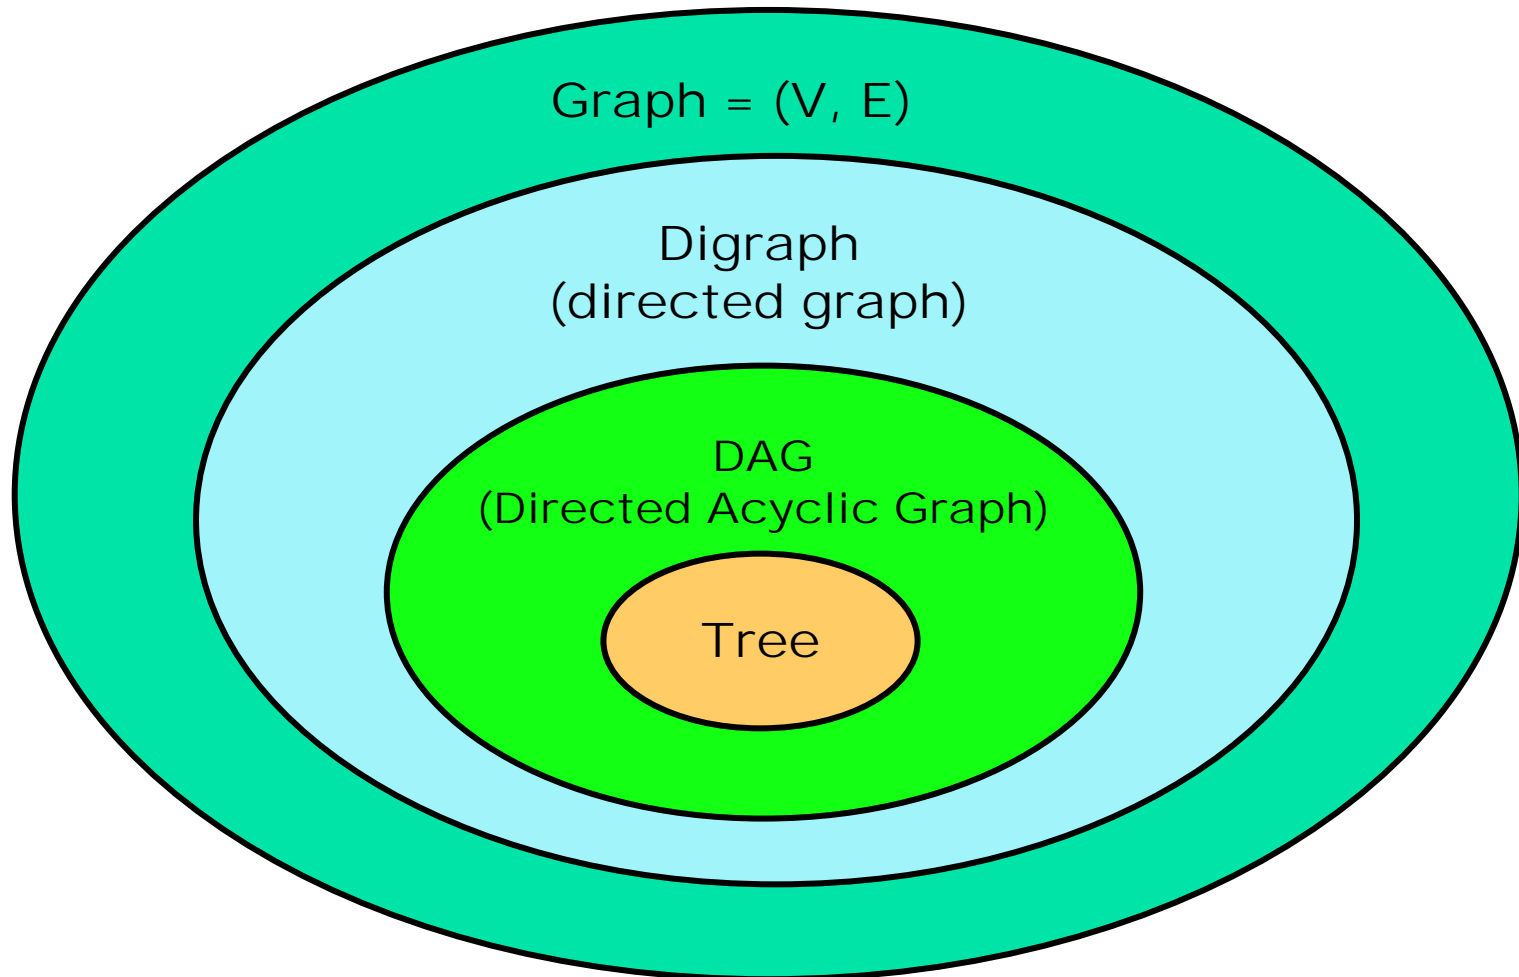 Graph = (V, E)
Digraph
(directed graph)
DAG
(Directed Acyclic Graph)
Tree